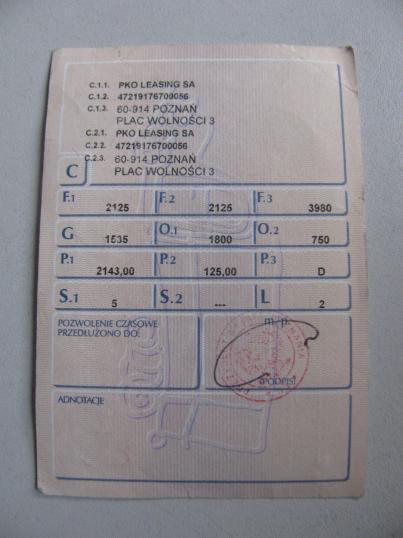 C.1.1. PKO LEASING SA
C.1.2. 47219176700056
C.1.3. 60-914 POZNAŃ
PLAC WOLNOŚCI 3
C.2.1. PKO LEASING SA
C.2.2. 47219176700056
C.2.3. 60-914 POZNAŃ
PLAC WOLNOŚCI 3
C
F.1 2125 F.2 2125 F.3 3980
G 1535 O.1 1800 O.2 750
P.1 2143,00 P.2 125,00 P.3 D
S.1 5 S.2 --- L 2
POZWOLENIE CZASOWE
PRZEDŁUŻONO DO:
m. p.
PODPIS
ADNOTACJE